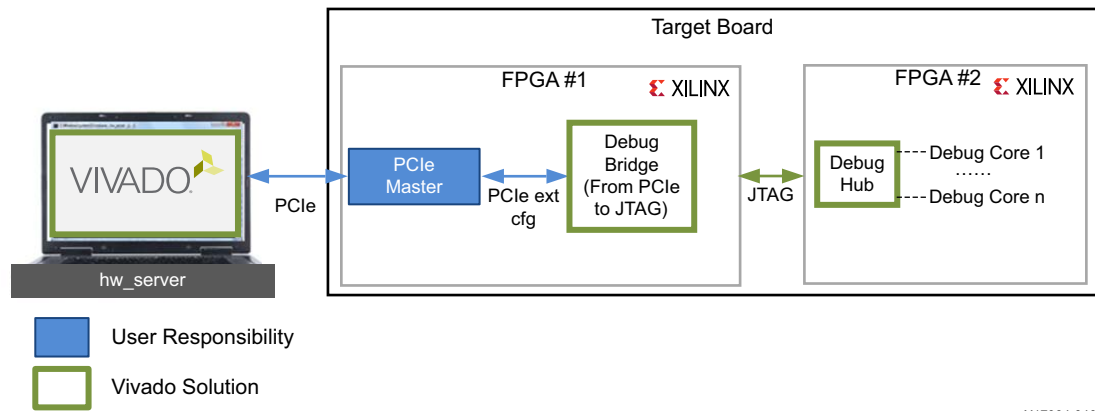 Target Board
FPGA #1
XILINX
FPGA #2
XILINX
VIVADO
hw_server
PCIe
PCIe
Master
PCIe ext
cfg
Debug
Bridge
(From PCIe
to JTAG)
JTAG
Debug
Hub
Debug Core 1
......
Debug Core n
User Responsibility
Vivado Solution